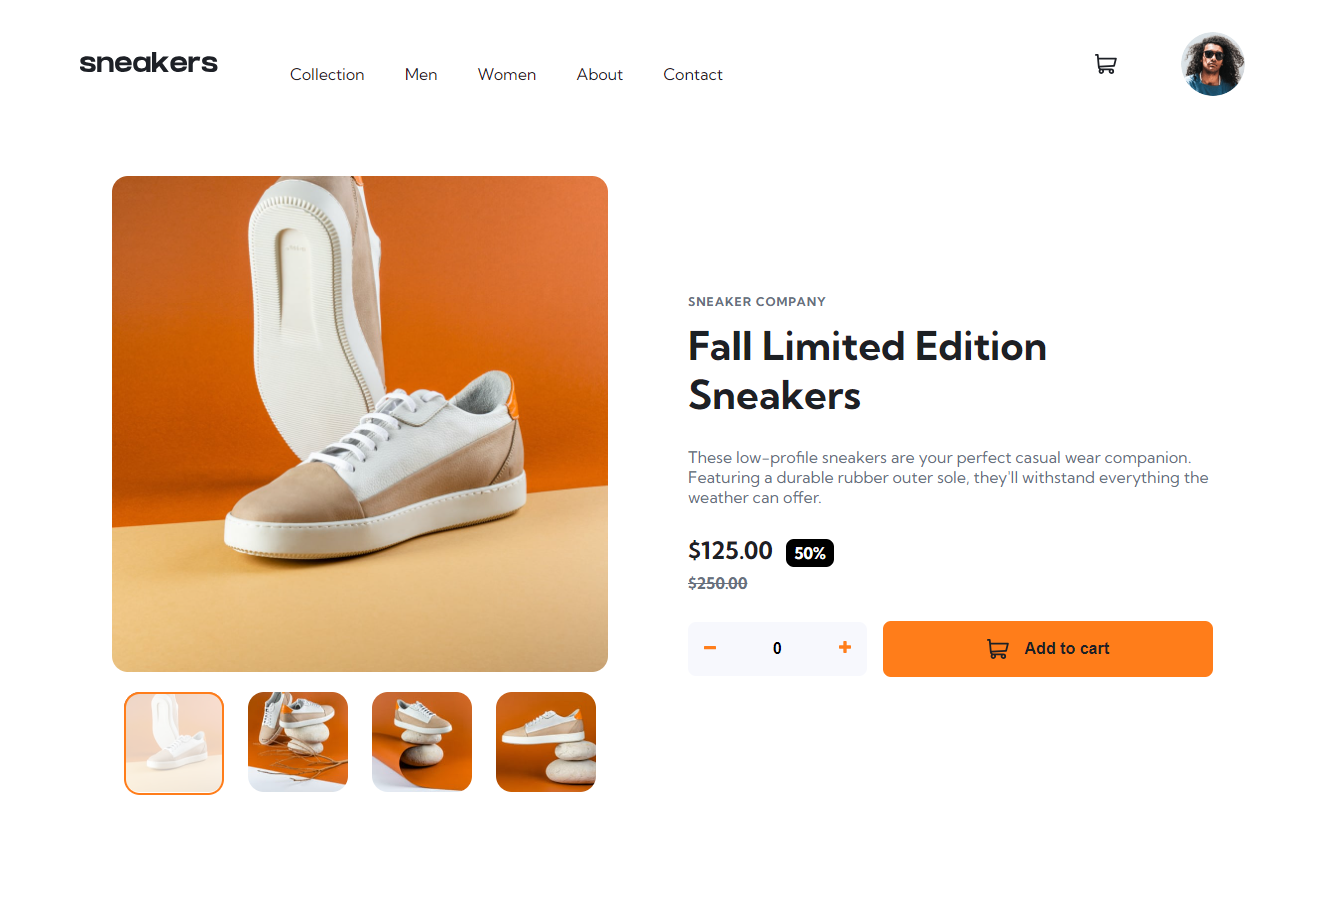 sneakers
Collection Men Women About Contact
SNEAKER COMPANY
Fall Limited Edition
Sneakers
These low-profile sneakers are your perfect casual wear companion.
Featuring a durable rubber outer sole, they'll withstand everything the
weather can offer.
$125.00 50%
$250.00
0
Add to cart